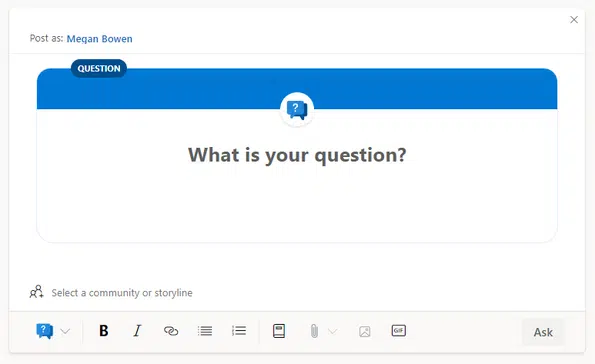 Post as: Megan Bowen
QUESTION
?
What is your question?
Select a community or storyline
? B I GIF Ask